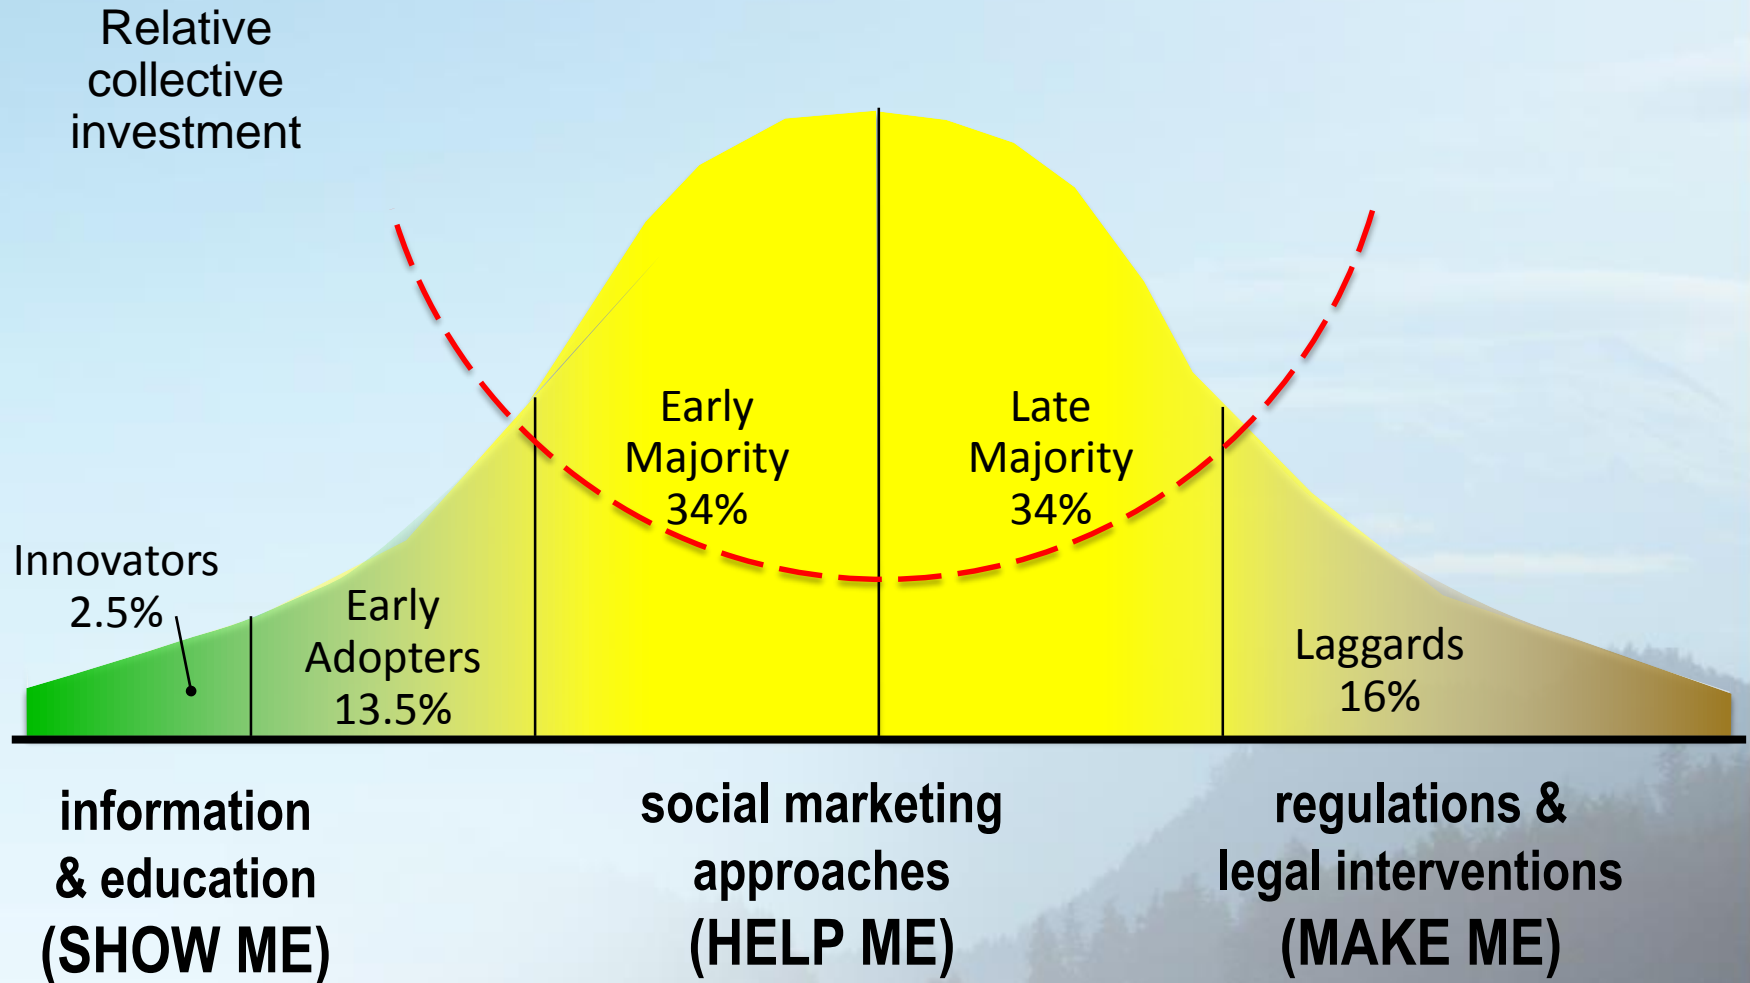 Relative
collective
investment
Early
Majority
34%
Late
Majority
34%
Innovators
2.5%
Early
Adopters
13.5%
Laggards
16%
information
& education
(SHOW ME)
social marketing
approaches
(HELP ME)
regulations &
legal interventions
(MAKE ME)